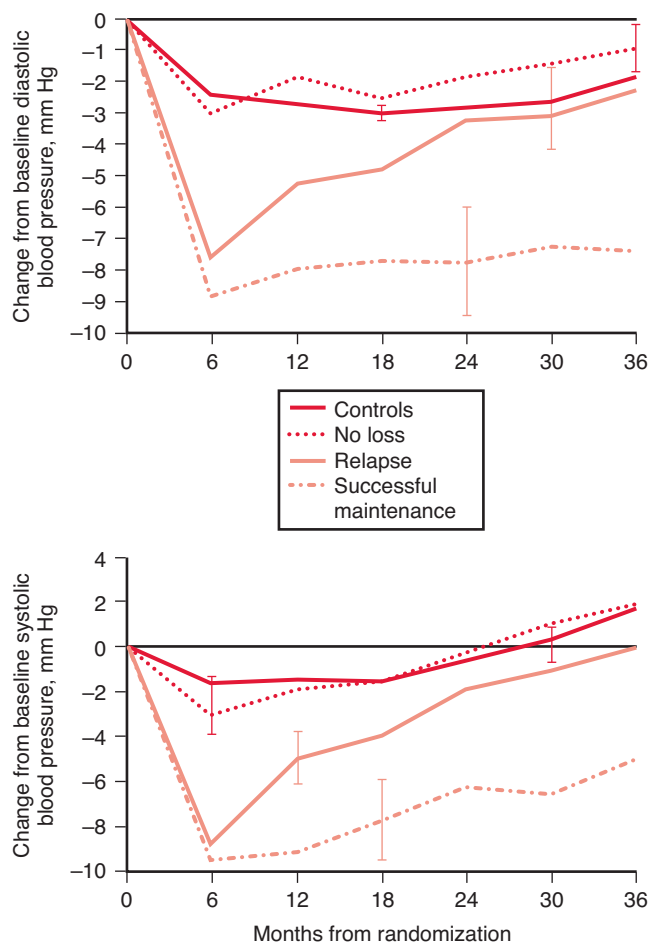 Change from baseline diastolic
blood pressure, mm Hg
0
–1
–2
–3
–4
–5
–6
–7
–8
–9
–10
0 6 12 18 24 30 36
Controls
No loss
Relapse
Successful
maintenance
Change from baseline systolic
blood pressure, mm Hg
4
2
0
–2
–4
–6
–8
–10
0 6 12 18 24 30 36
Months from randomization